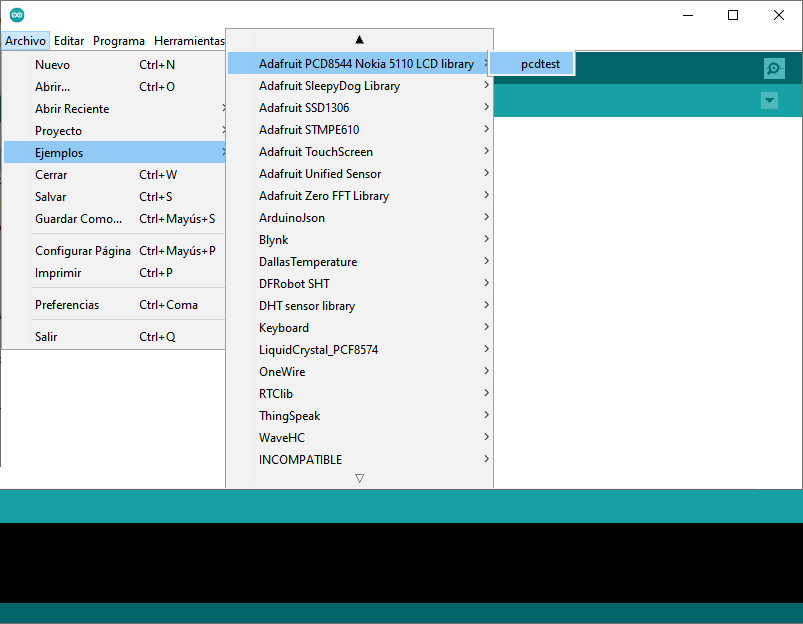 Archivo Editar Programa Herramientas
Nuevo Ctrl+N
Abrir... Ctrl+O
Abrir Reciente
Proyecto
Ejemplos
Cerrar Ctrl+W
Salvar Ctrl+S
Guardar Como... Ctrl+Mayús+S
Configurar Página Ctrl+Mayús+P
Imprimir Ctrl+P
Preferencias Ctrl+Coma
Salir Ctrl+Q
Adafruit PCD8544 Nokia 5110 LCD library
Adafruit SleepyDog Library
Adafruit SSD1306
Adafruit STMPE610
Adafruit TouchScreen
Adafruit Unified Sensor
Adafruit Zero FFT Library
ArduinoJson
Blynk
DallasTemperature
DFRobot SHT
DHT sensor library
Keyboard
LiquidCrystal_PCF8574
OneWire
RTClib
ThingSpeak
WaveHC
INCOMPATIBLE
pcdtest